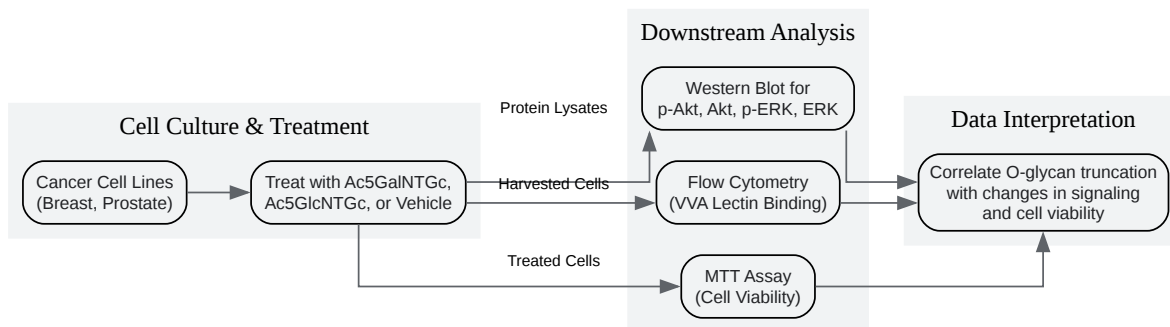 Cell Culture & Treatment
Cancer Cell Lines
(Breast, Prostate)
Treat with Ac5GalNTGc,
Ac5GlcNTGc, or Vehicle
Protein Lysates
Harvested Cells
Treated Cells
Downstream Analysis
Western Blot for
p-Akt, Akt, p-ERK, ERK
Flow Cytometry
(VVA Lectin Binding)
MTT Assay
(Cell Viability)
Data Interpretation
Correlate O-glycan truncation
with changes in signaling
and cell viability